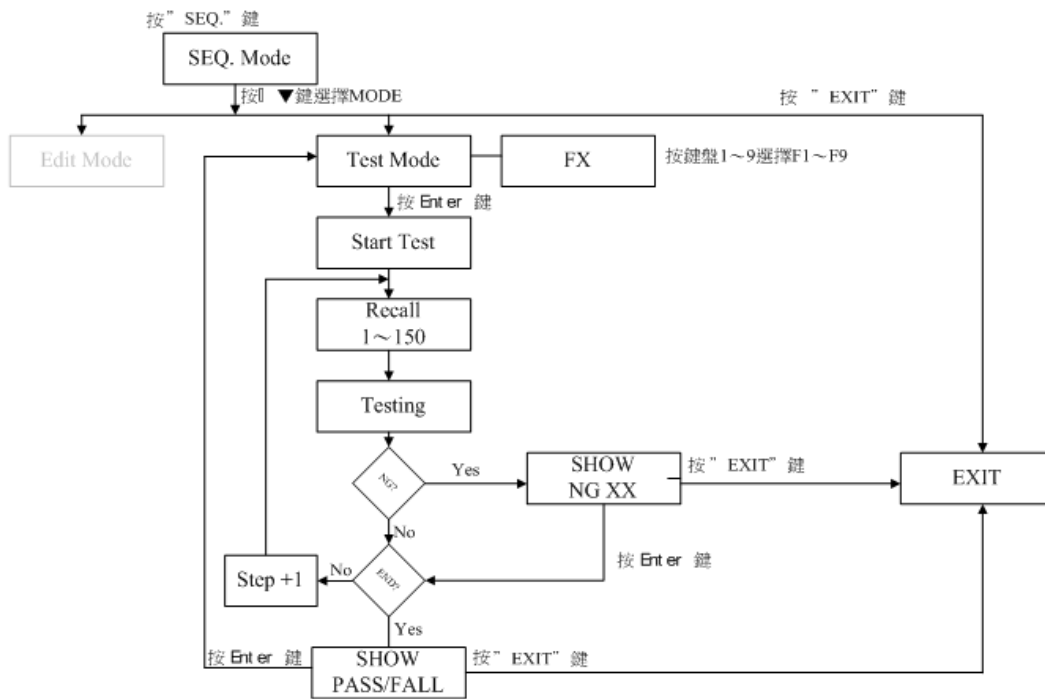 按” SEQ.”鍵
SEQ. Mode
按 ▼鍵選擇MODE
按 ” EXIT”鍵
Edit Mode
Test Mode
FX
按鍵盤1～9選擇F1～F9
按 Enter 鍵
Start Test
Recall
1～150
Testing
NG?
Yes
SHOW
NG XX
按” EXIT”鍵
EXIT
No
按 Enter 鍵
END?
No
Step +1
Yes
按 Enter 鍵
SHOW
PASS/FALL
按”EXIT”鍵